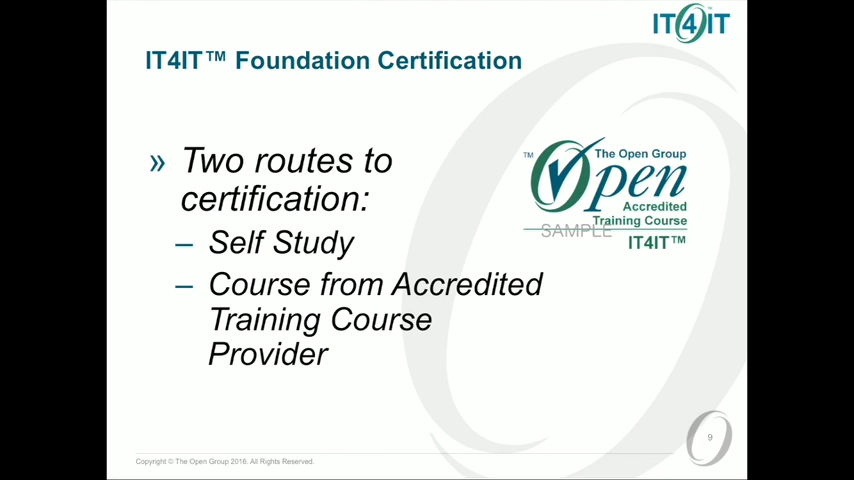 IT4IT™
IT4IT™ Foundation Certification
» Two routes to
certification:
– Self Study
– Course from Accredited
Training Course
Provider
™ The Open Group
Open
Accredited
Training Course
SAMPLE
IT4IT™
9
Copyright © The Open Group 2016. All Rights Reserved.